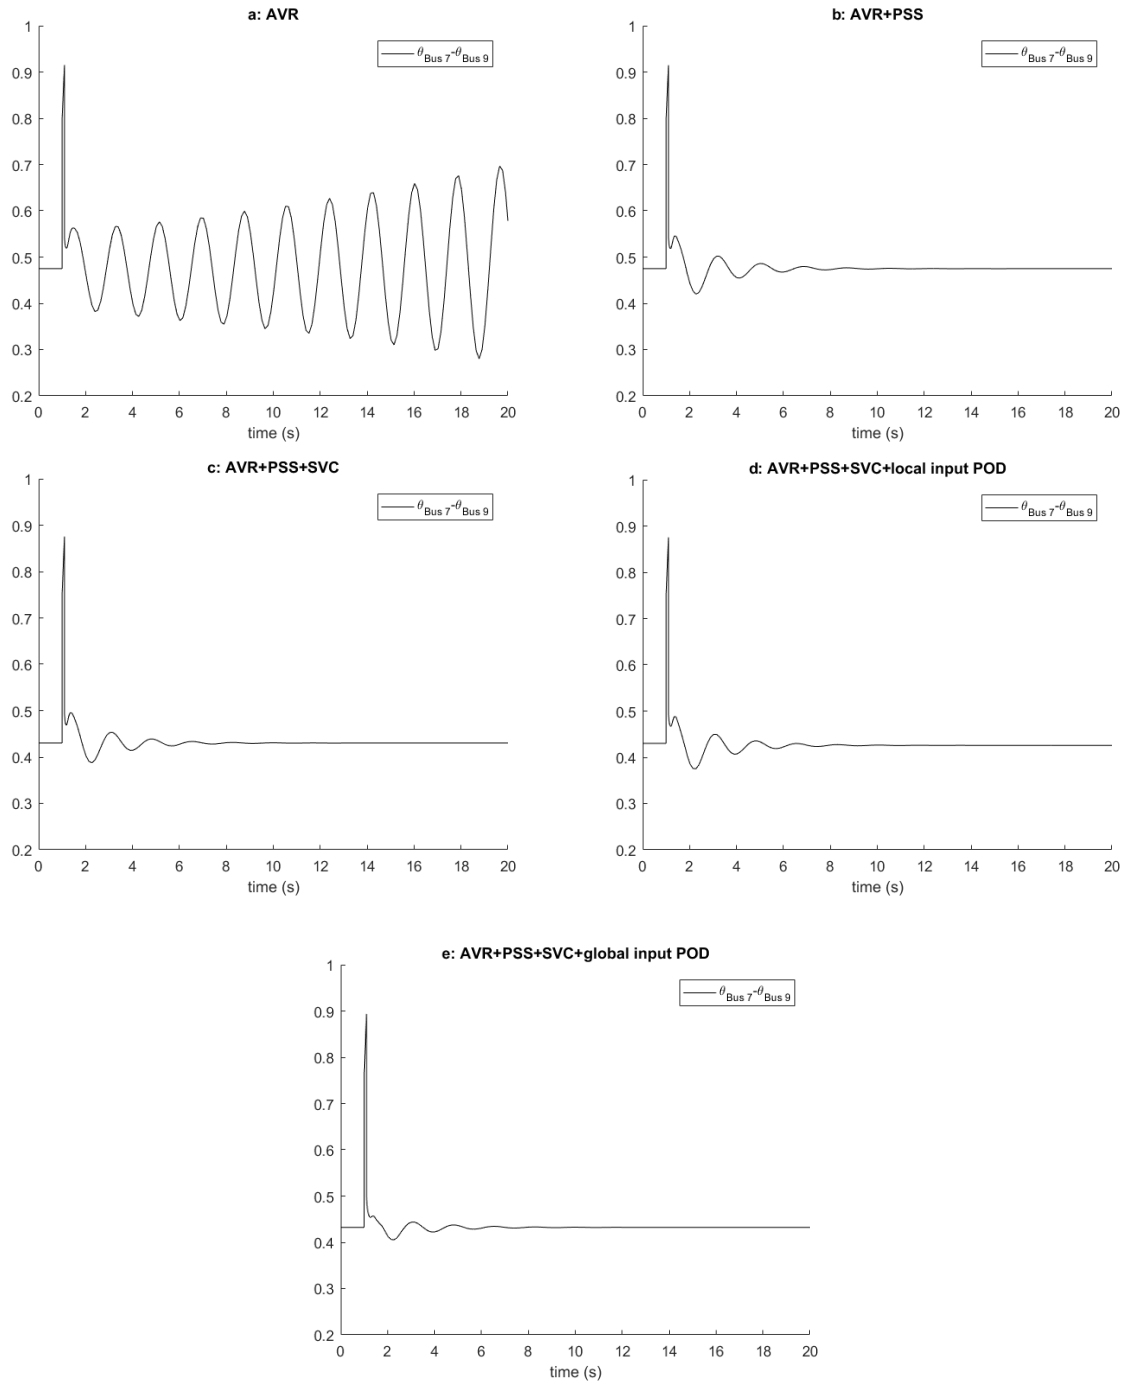 a: AVR
1
0.9
0.8
0.7
0.6
0.5
0.4
0.3
0.2
θBus 7-θBus 9
0 2 4 6 8 10 12 14 16 18 20
time (s)
b: AVR+PSS
1
0.9
0.8
0.7
0.6
0.5
0.4
0.3
0.2
θBus 7-θBus 9
0 2 4 6 8 10 12 14 16 18 20
time (s)
c: AVR+PSS+SVC
1
0.9
0.8
0.7
0.6
0.5
0.4
0.3
0.2
θBus 7-θBus 9
0 2 4 6 8 10 12 14 16 18 20
time (s)
d: AVR+PSS+SVC+local input POD
1
0.9
0.8
0.7
0.6
0.5
0.4
0.3
0.2
θBus 7-θBus 9
0 2 4 6 8 10 12 14 16 18 20
time (s)
e: AVR+PSS+SVC+global input POD
1
0.9
0.8
0.7
0.6
0.5
0.4
0.3
0.2
θBus 7-θBus 9
0 2 4 6 8 10 12 14 16 18 20
time (s)